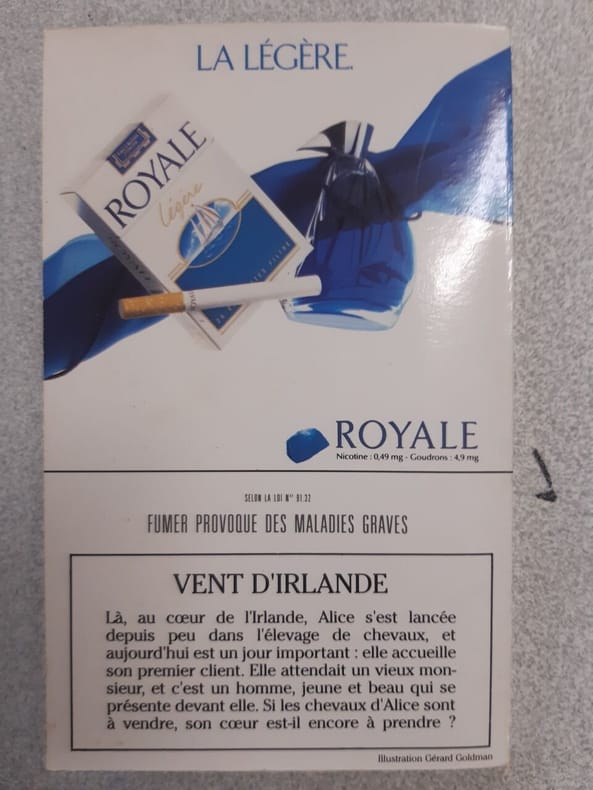 LA LÉGÈRE.
ROYALE
Légère
ROYALE
Nicotine : 0,49 mg - Goudrons : 4,9 mg
SELON LA LOI N° 91.32
FUMER PROVOQUE DES MALADIES GRAVES
VENT D'IRLANDE
Là, au cœur de l'Irlande, Alice s'est lancée
depuis peu dans l'élevage de chevaux, et
aujourd'hui est un jour important : elle accueille
son premier client. Elle attendait un vieux mon-
sieur, et c'est un homme, jeune et beau qui se
présente devant elle. Si les chevaux d'Alice sont
à vendre, son cœur est-il encore à prendre ?
Illustration Gérard Goldman